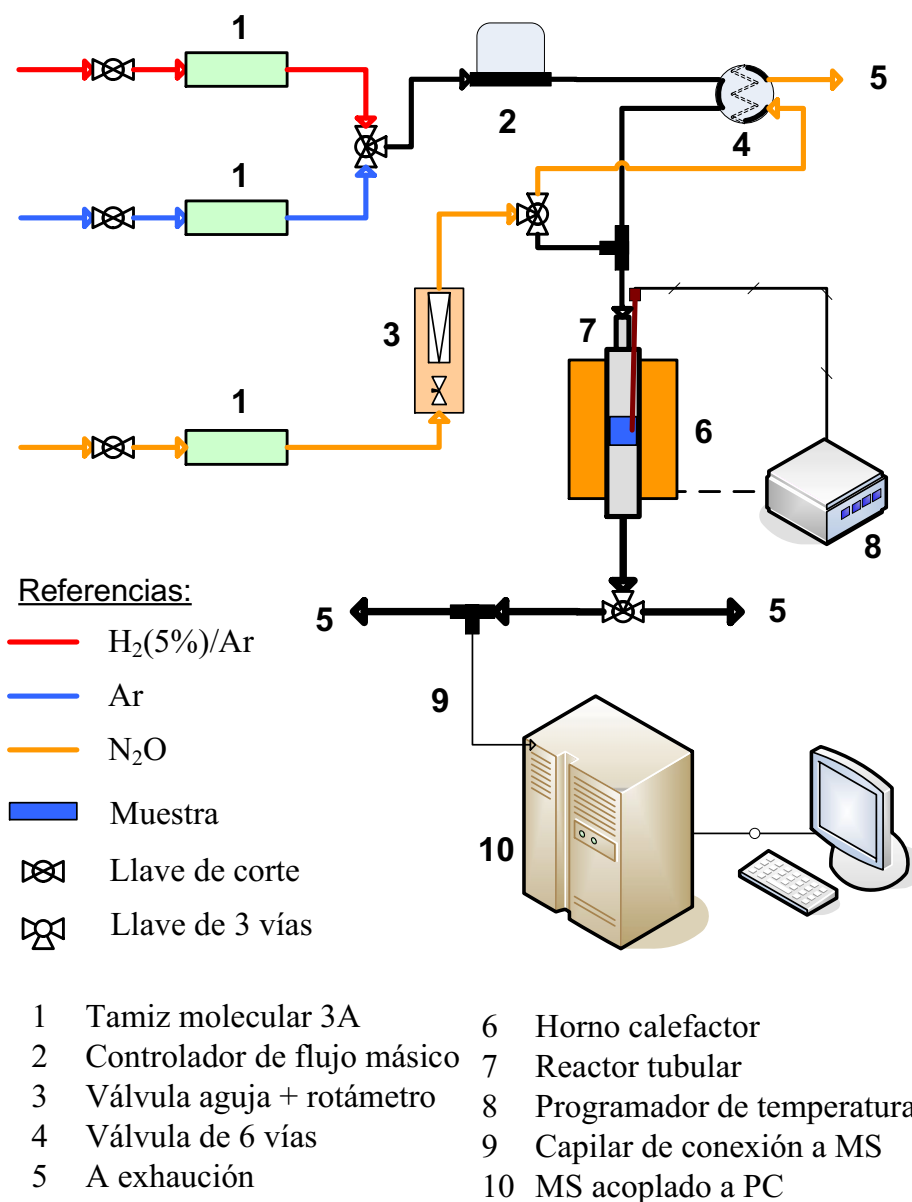 1
5
2
4
1
3
7
1
6
8
Referencias:
5
5
H₂(5%)/Ar
Ar
9
N₂O
Muestra
10
Llave de corte
Llave de 3 vías
1 Tamiz molecular 3A
2 Controlador de flujo másico
3 Válvula aguja + rotámetro
4 Válvula de 6 vías
5 A exhaución
6 Horno calefactor
7 Reactor tubular
8 Programador de temperatura
9 Capilar de conexión a MS
10 MS acoplado a PC